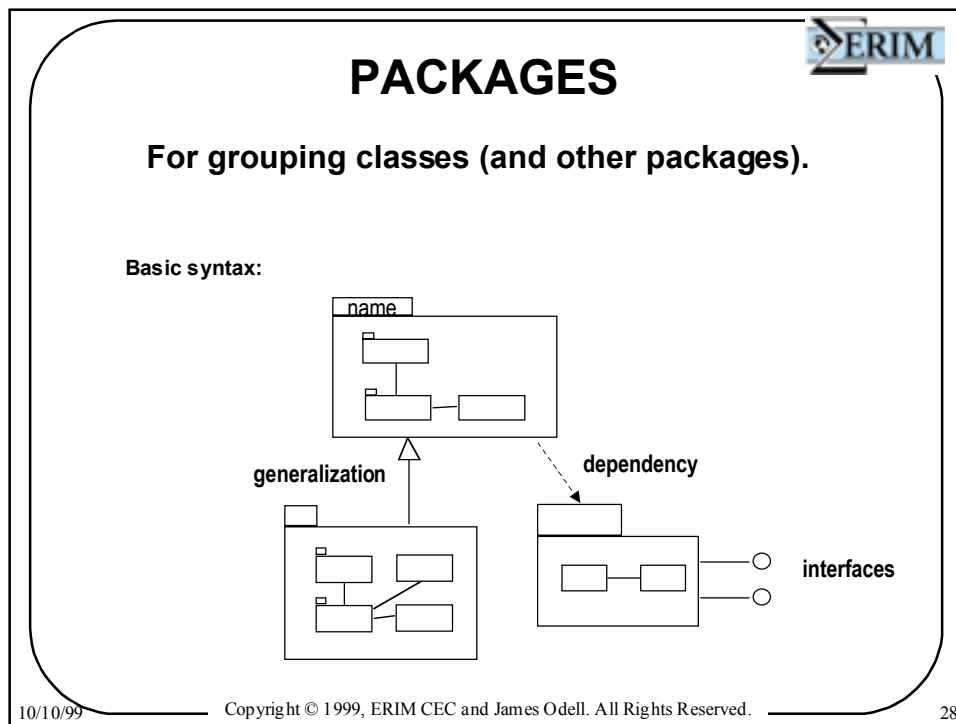 ERIM
PACKAGES
For grouping classes (and other packages).
Basic syntax:
name
generalization
dependency
interfaces
10/10/99
Copyright © 1999, ERIM CEC and James Odell. All Rights Reserved.
28